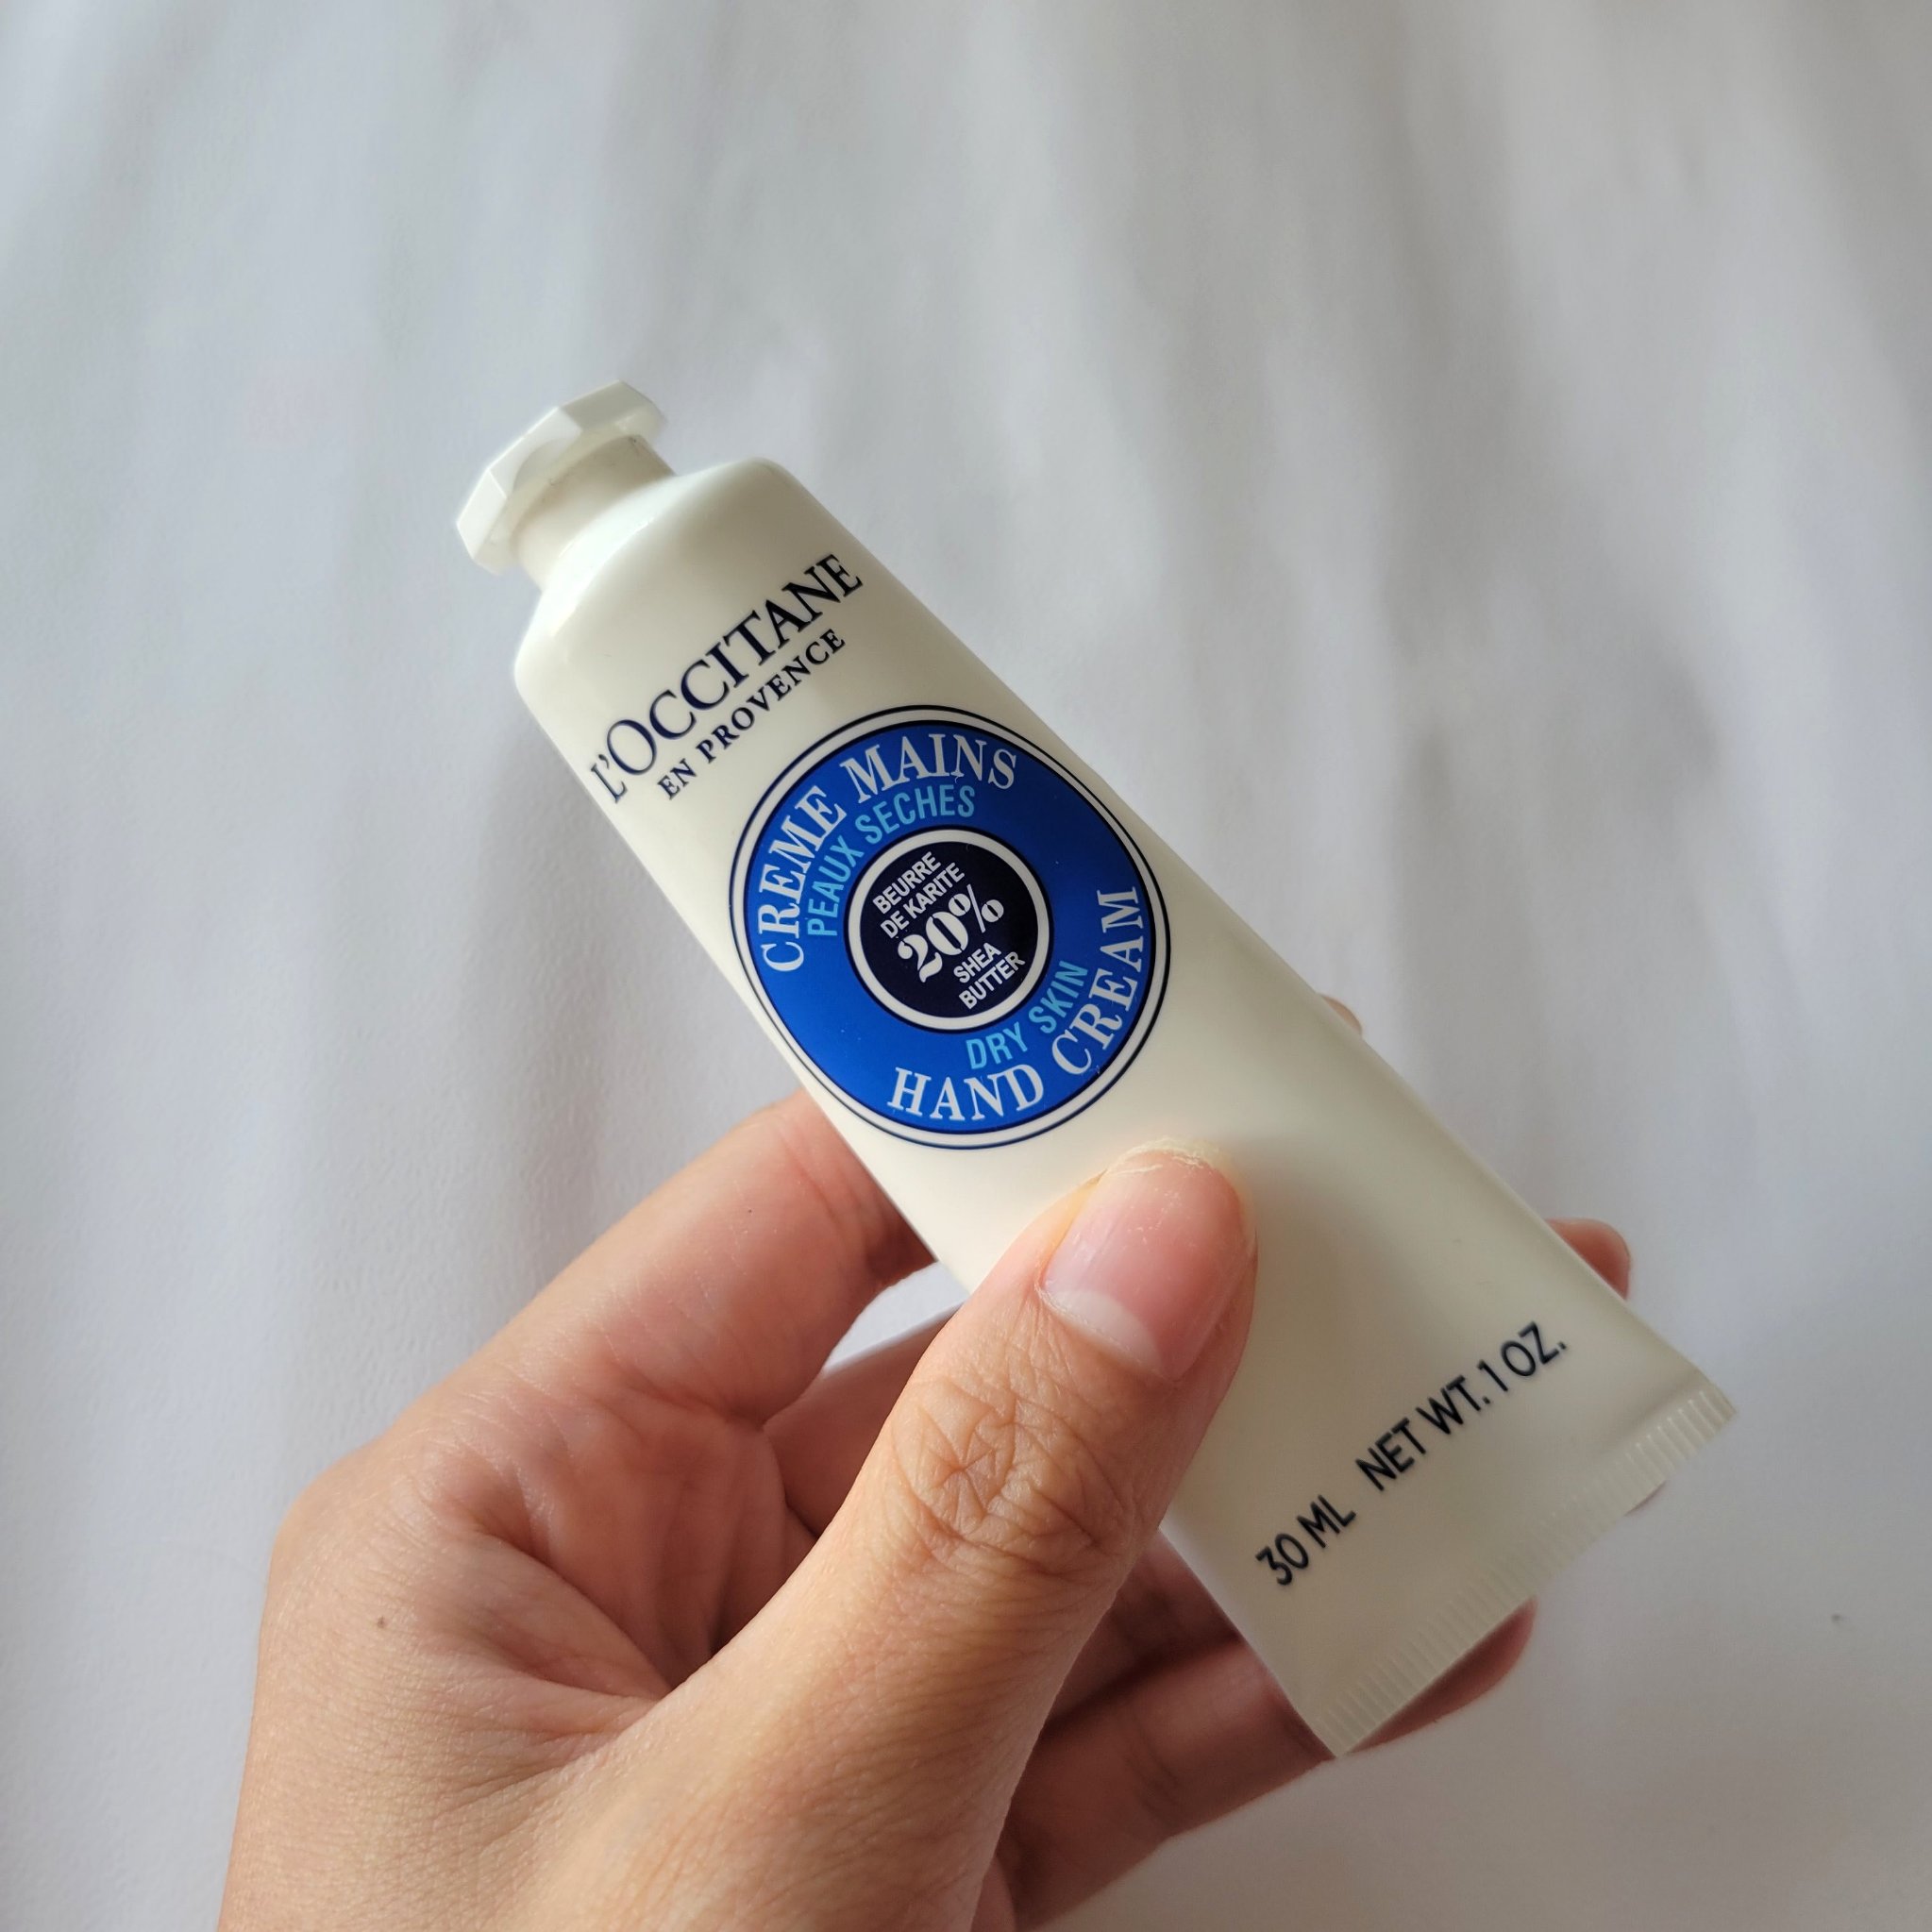 L'OCCITANE
EN PROVENCE
CREME MAINS
PEAUX SECHES
BEURRE
DE KARITE
20%
SHEA
BUTTER
DRY SKIN
HAND CREAM
30 ML NET WT. 1 OZ.